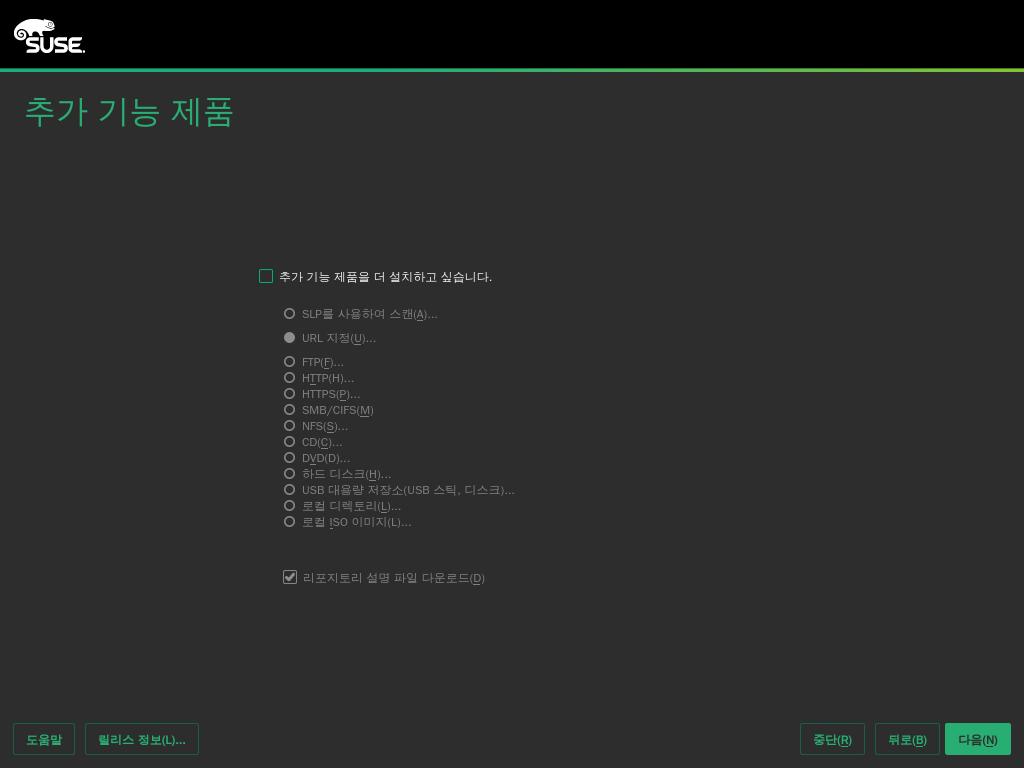 SUSE
추가 기능 제품
추가 기능 제품을 더 설치하고 싶습니다.
SLP를 사용하여 스캔(A)...
URL 지정(U)...
FTP(F)...
HTTP(H)...
HTTPS(P)...
SMB/CIFS(M)
NFS(S)...
CD(C)...
DVD(D)...
하드 디스크(H)...
USB 대용량 저장소(USB 스틱, 디스크)...
로컬 디렉토리(L)...
로컬 ISO 이미지(L)...
리포지토리 설명 파일 다운로드(D)
도움말 릴리스 정보(L)... 중단(R) 뒤로(B) 다음(N)